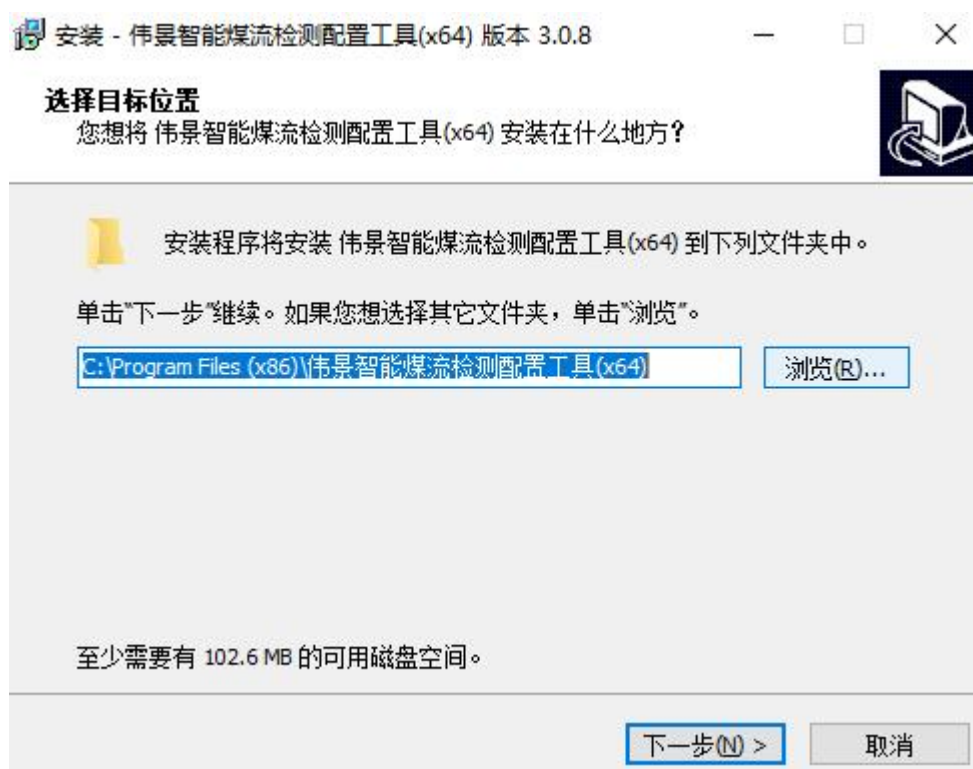 安装 - 伟景智能煤流检测配置工具(x64) 版本 3.0.8
选择目标位置
您想将 伟景智能煤流检测配置工具(x64) 安装在什么地方?
安装程序将安装 伟景智能煤流检测配置工具(x64) 到下列文件夹中。
单击"下一步"继续。如果您想选择其它文件夹，单击"浏览"。
C:\Program Files (x86)\伟景智能煤流检测配置工具(x64)
浏览(R)...
至少需要有 102.6 MB 的可用磁盘空间。
下一步(N) >
取消